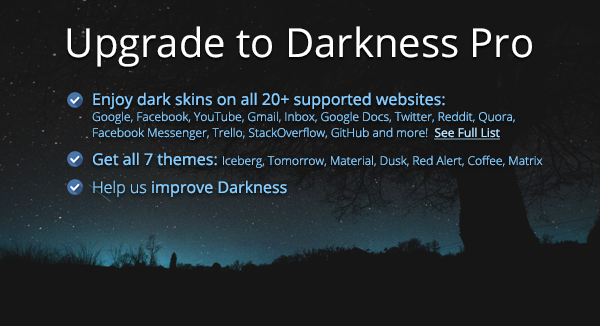 Upgrade to Darkness Pro
Enjoy dark skins on all 20+ supported websites:
Google, Facebook, YouTube, Gmail, Inbox, Google Docs, Twitter, Reddit, Quora,
Facebook Messenger, Trello, StackOverflow, GitHub and more! See Full List
Get all 7 themes: Iceberg, Tomorrow, Material, Dusk, Red Alert, Coffee, Matrix
Help us improve Darkness